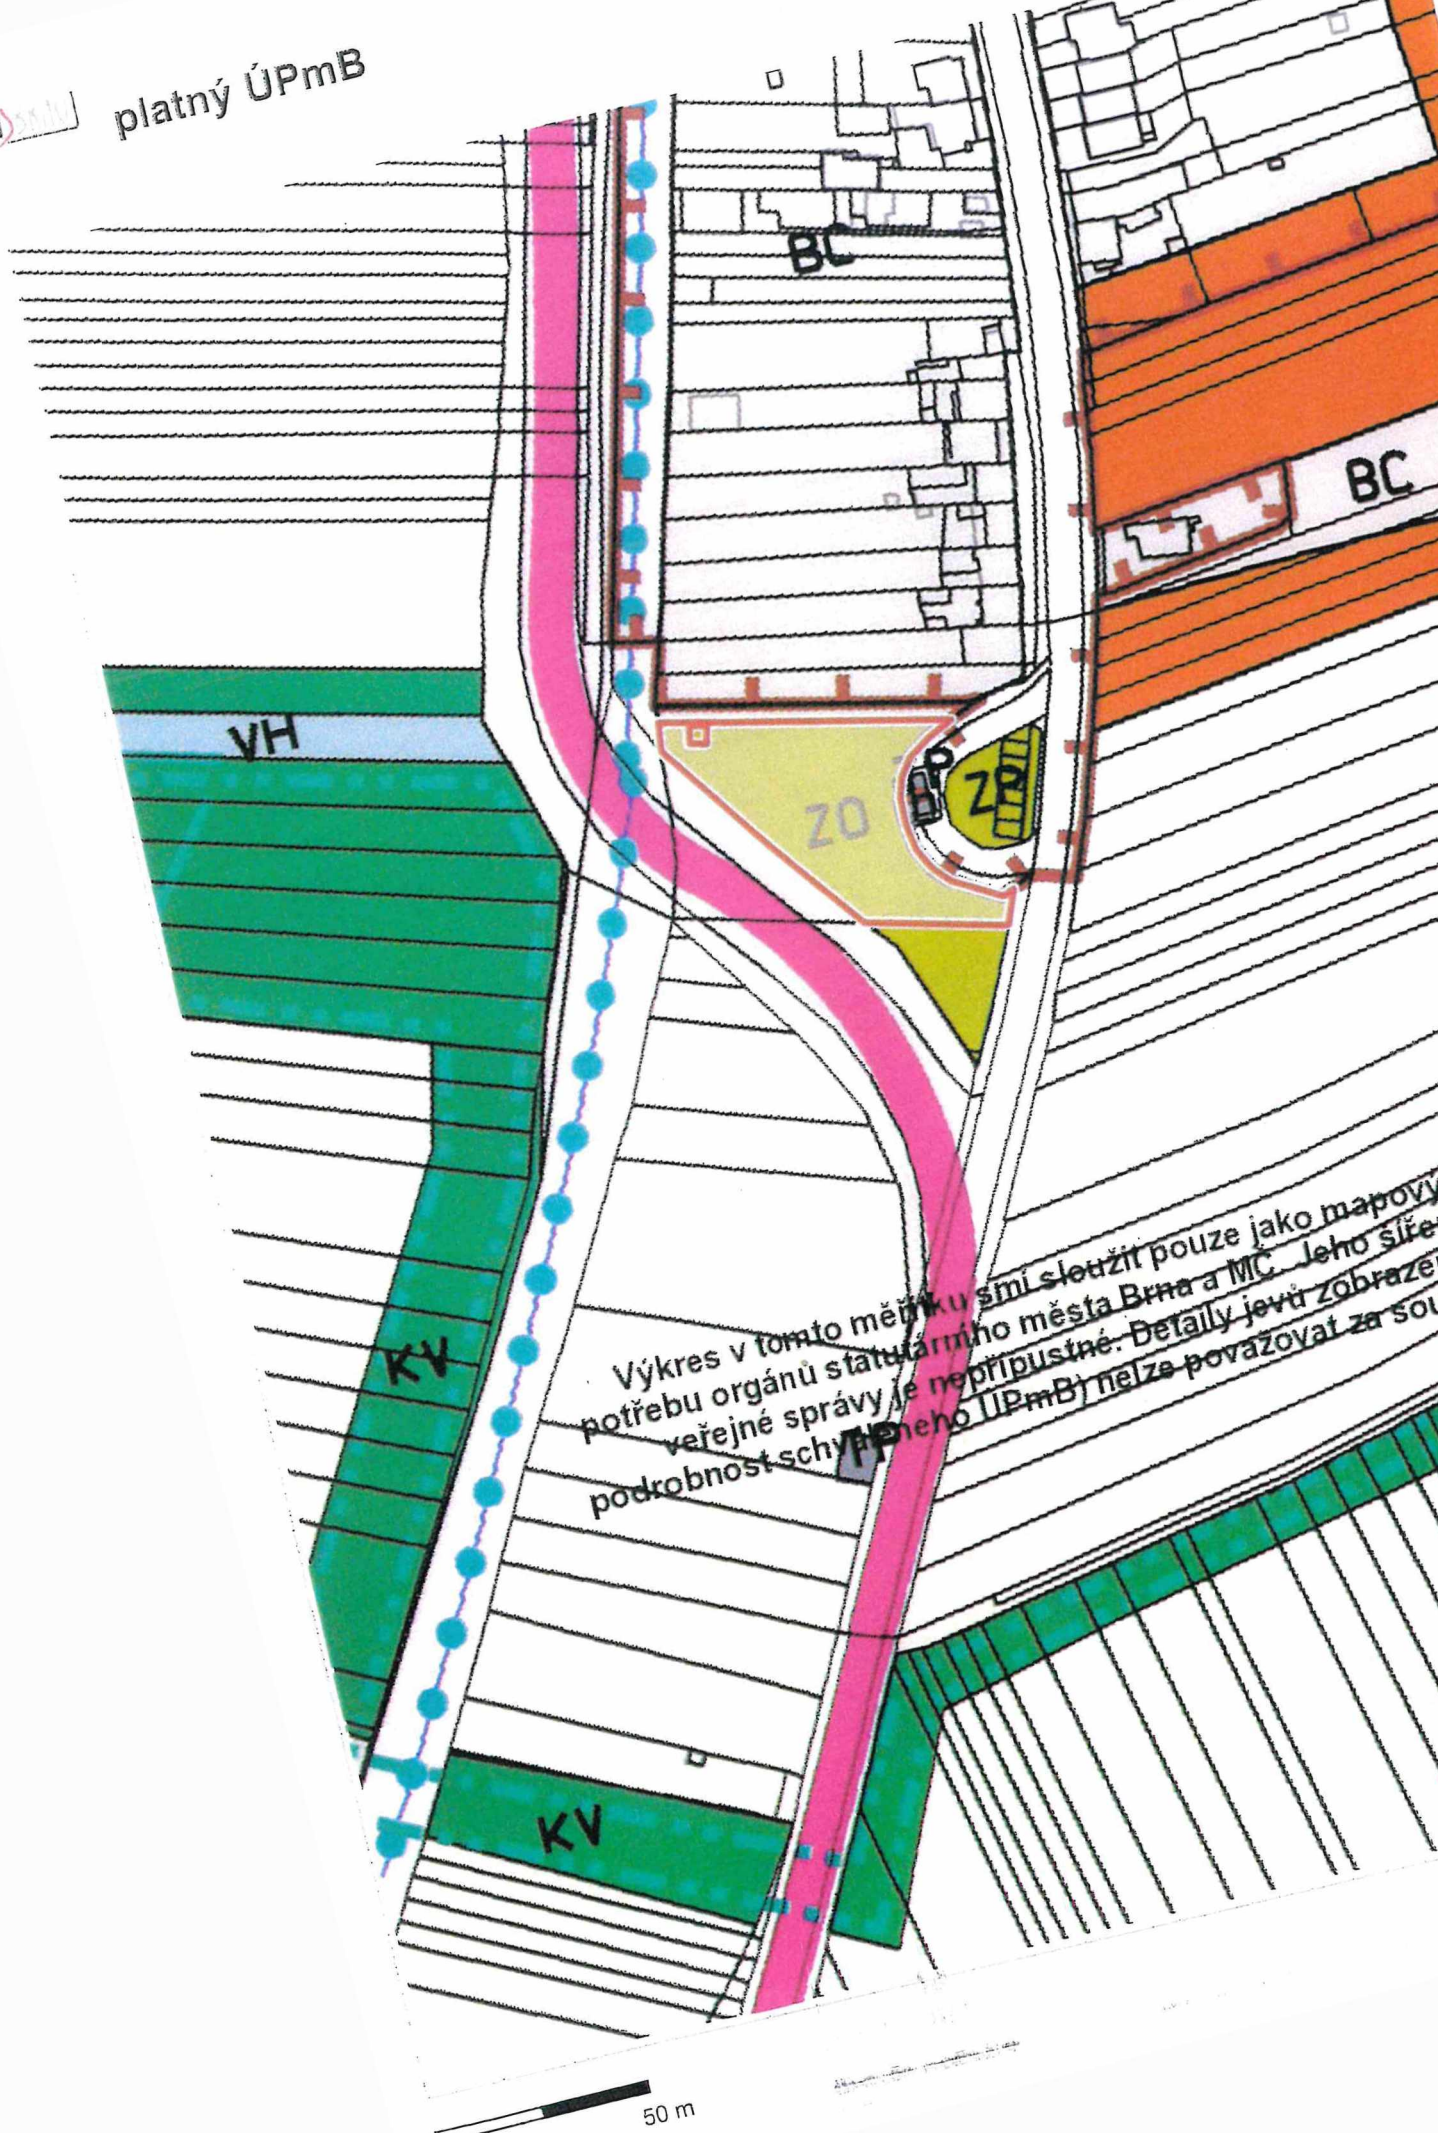 platný ÚPmB
BC
BC
VH
P
ZP
ZO
Výkres v tomto měřítku smí sloužit pouze jako mapový
potřebu orgánů statutárního města Brna a MČ. Jeho šíře
veřejné správy je nepřípustné. Detaily jevů zobraze
podrobnost schváleného ÚPmB) nelze považovat za sou
KV
TP
KV
50 m